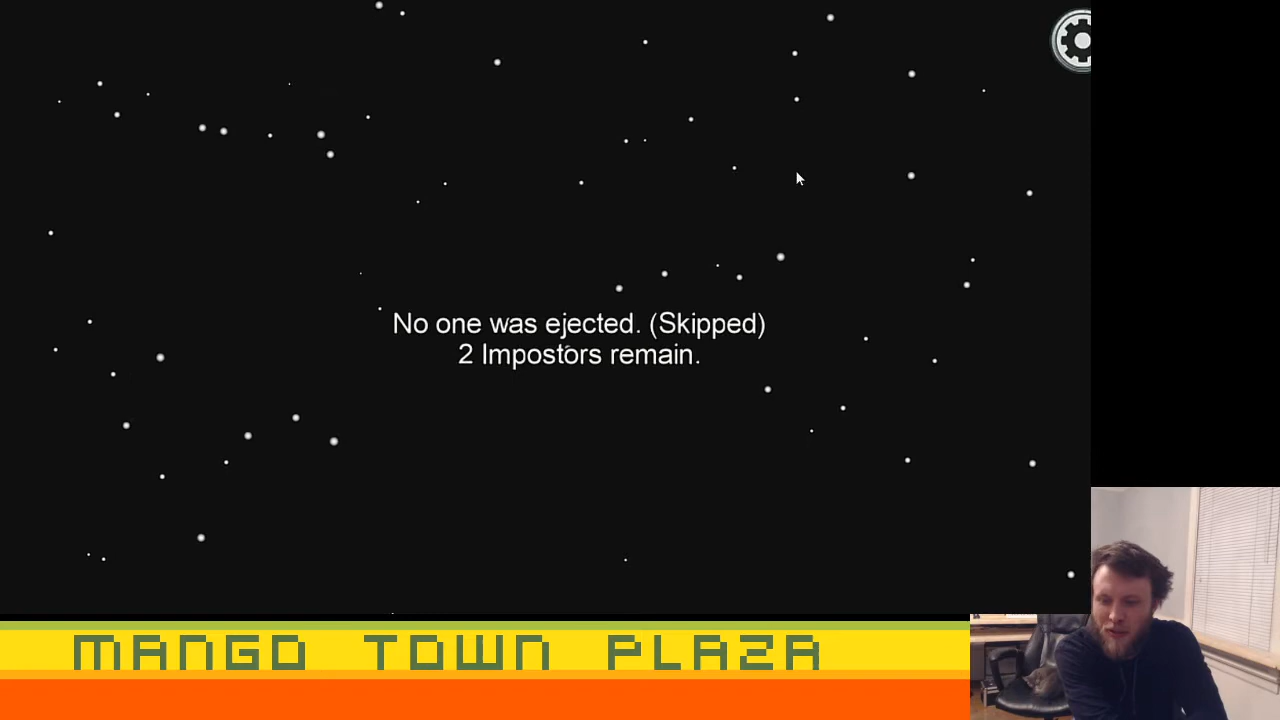 No one was ejected. (Skipped)
2 Impostors remain.
MANGO TOWN PLAZA